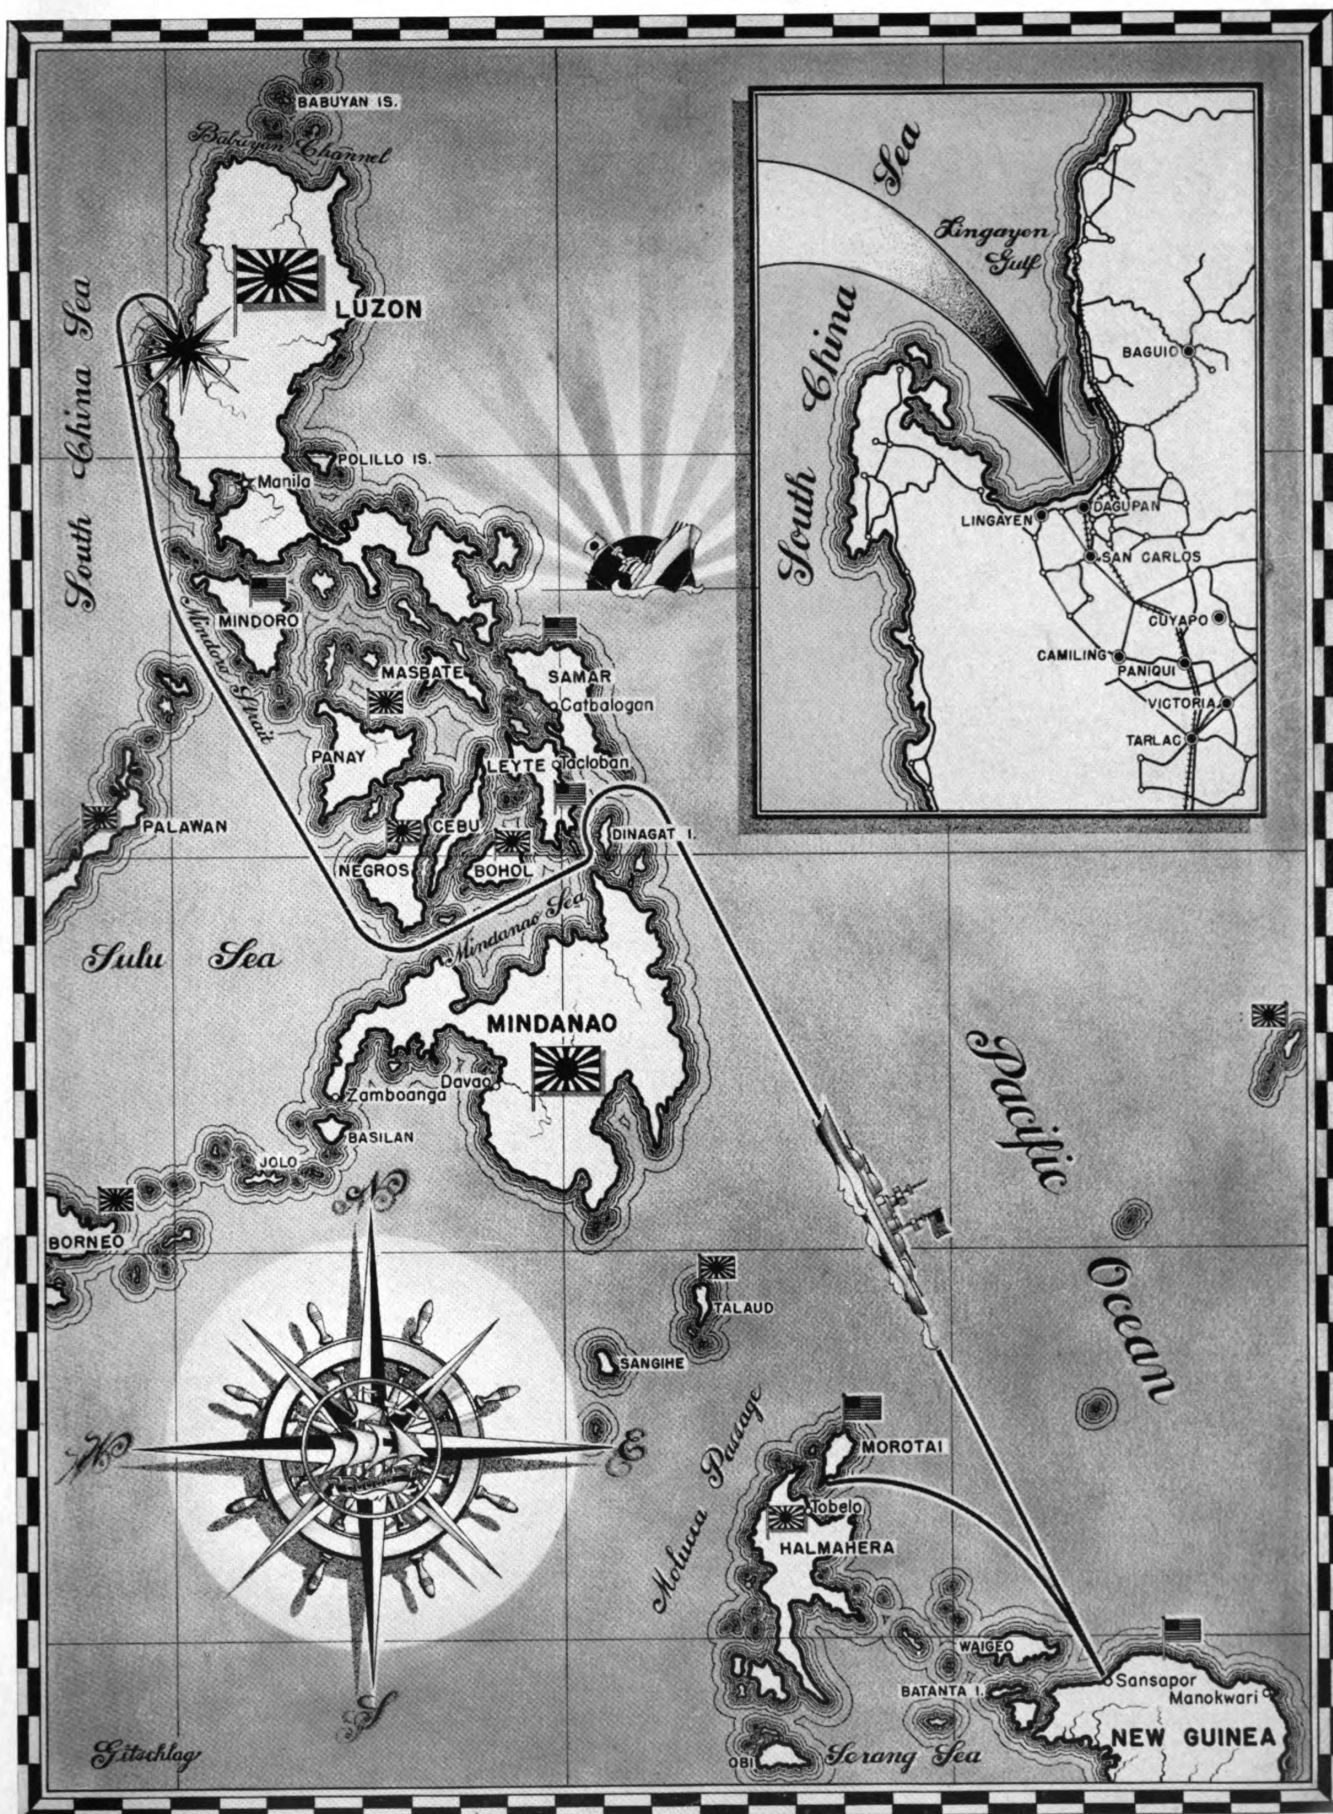 BABUYAN IS.
Babuyan Channel
LUZON
South China Sea
POLILLO IS.
Manila
MINDORO
Mindoro Strait
MASBATE
SAMAR
Catbalogan
PANAY
LEYTE
Tacloban
PALAWAN
CEBU
DINAGAT I.
NEGROS
BOHOL
Mindanao Sea
Sulu Sea
MINDANAO
Davao
Zamboanga
BASILAN
JOLO
BORNEO
N
W
E
S
TALAUD
SANGIHE
Pacific
Ocean
Molucca Passage
MOROTAI
Tobelo
HALMAHERA
WAIGEO
BATANTA I.
Sansapor
Manokwari
NEW GUINEA
OBI
Serang Sea
Gitschlag
South China Sea
Lingayen
Gulf
BAGUIO
LINGAYEN
DAGUPAN
SAN CARLOS
CUYAPO
CAMILING
PANIQUI
VICTORIA
TARLAC